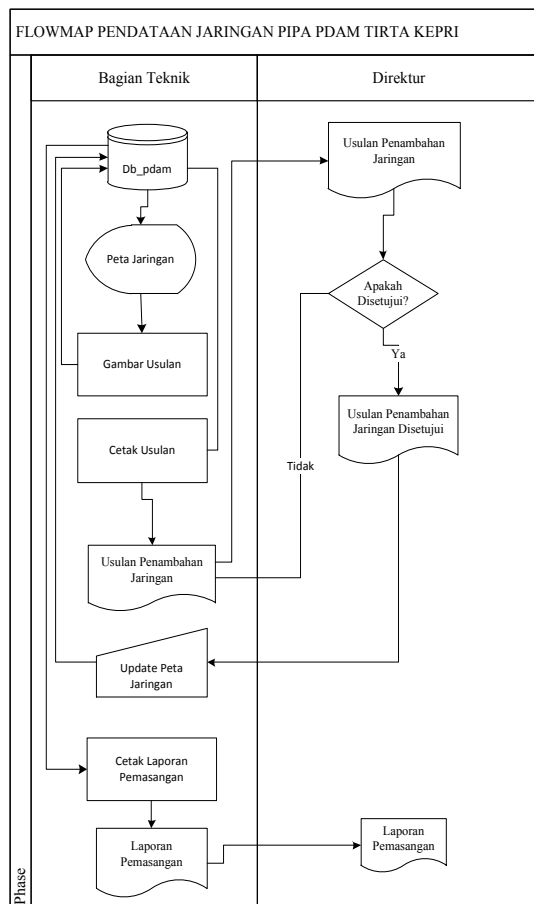 FLOWMAP PENDATAAN JARINGAN PIPA PDAM TIRTA KEPRI
Bagian Teknik
Direktur
Db_pdam
Usulan Penambahan
Jaringan
Peta Jaringan
Apakah
Disetujui?
Ya
Gambar Usulan
Usulan Penambahan
Jaringan Disetujui
Cetak Usulan
Tidak
Usulan Penambahan
Jaringan
Update Peta
Jaringan
Cetak Laporan
Pemasangan
Laporan
Pemasangan
Laporan
Pemasangan
Phase